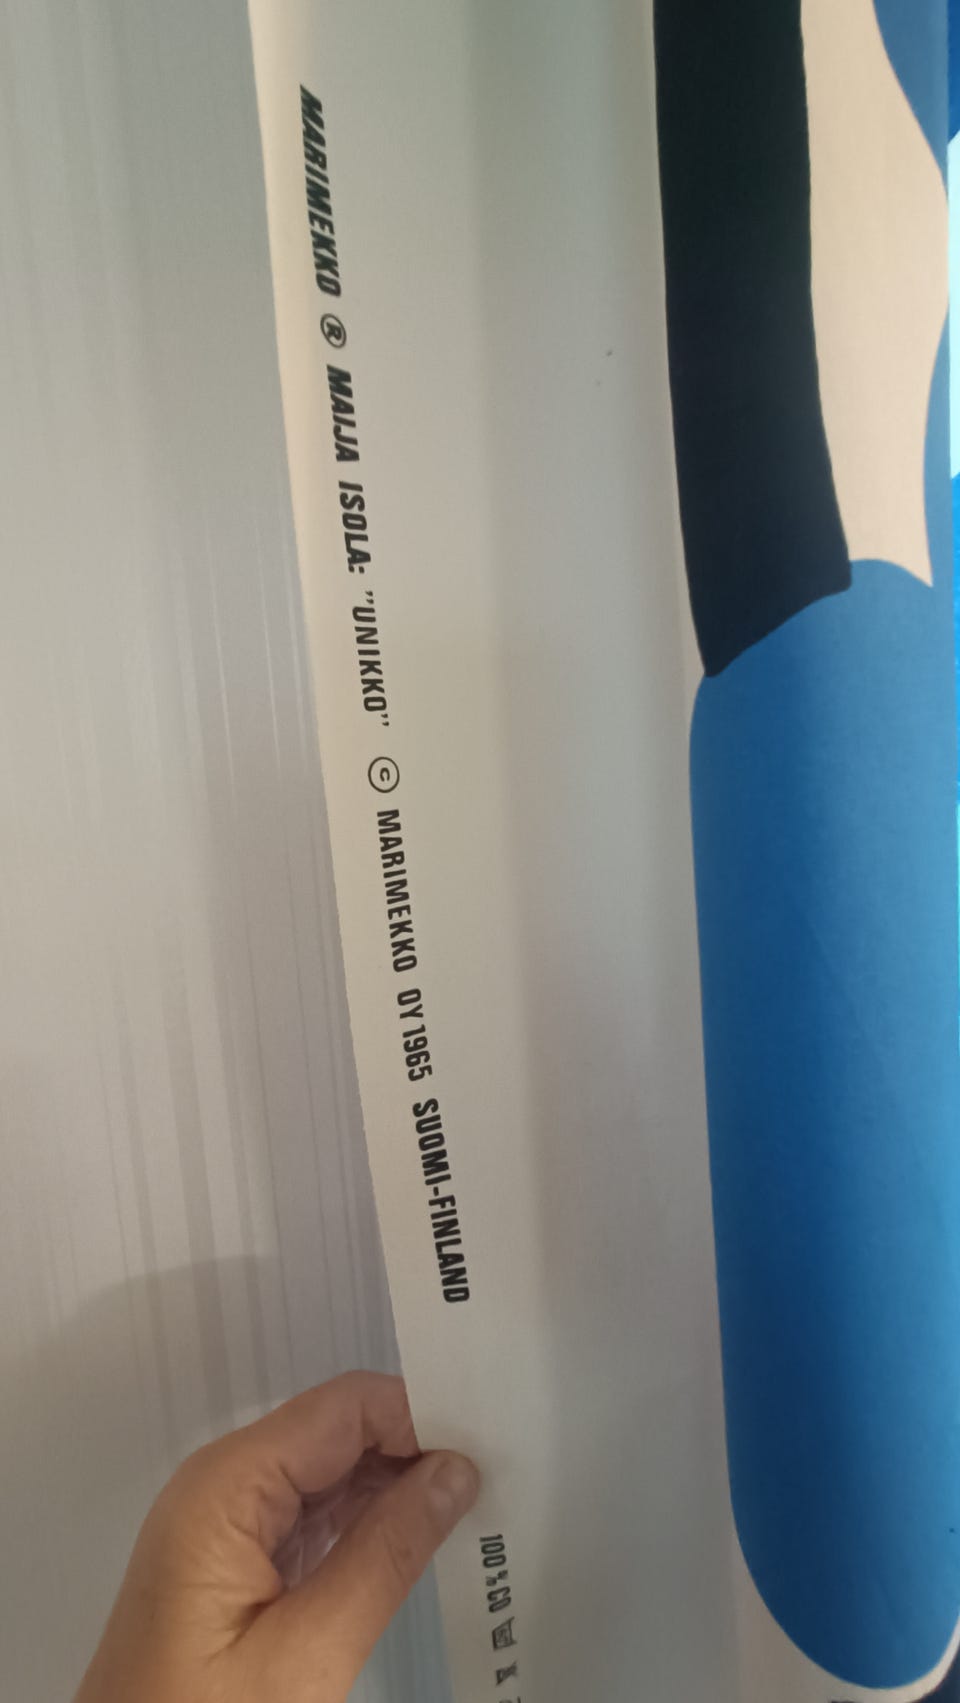 MARIMEKKO ® MAIJA ISOLA: "UNIKKO" © MARIMEKKO OY 1965 SUOMI-FINLAND
100% CO